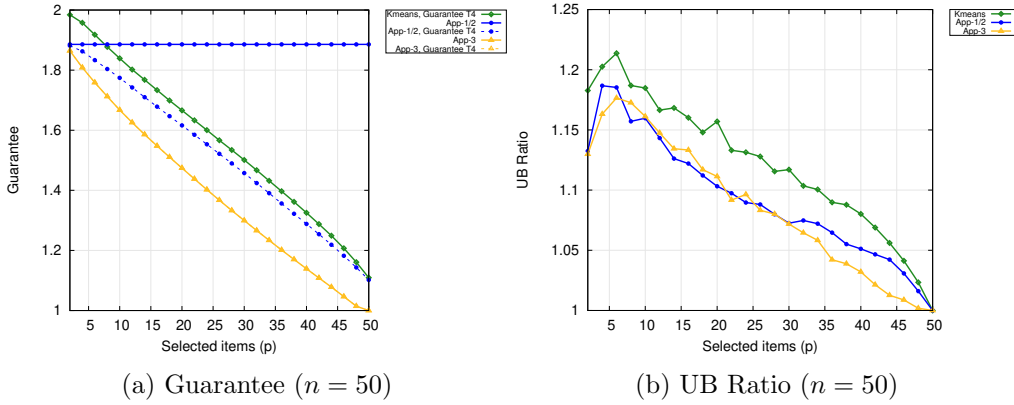 2
1.8
1.6
1.4
1.2
1
Guarantee
5 10 15 20 25 30 35 40 45 50
Selected items (p)
Kmeans, Guarantee T4
App-1/2
App-1/2, Guarantee T4
App-3
App-3, Guarantee T4
(a) Guarantee (n = 50)
1.25
1.2
1.15
1.1
1.05
1
UB Ratio
5 10 15 20 25 30 35 40 45 50
Selected items (p)
Kmeans
App-1/2
App-3
(b) UB Ratio (n = 50)